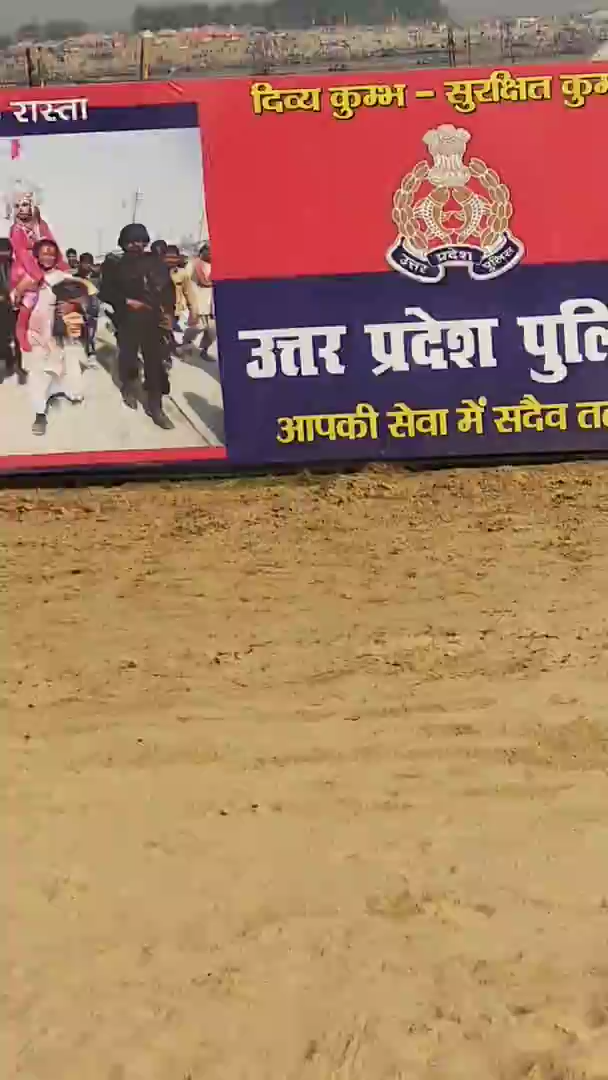 रास्ता
दिव्य कुम्भ - सुरक्षित
उत्तर प्रदेश पुलिस
उत्तर प्रदेश
आपकी सेवा में सदैव